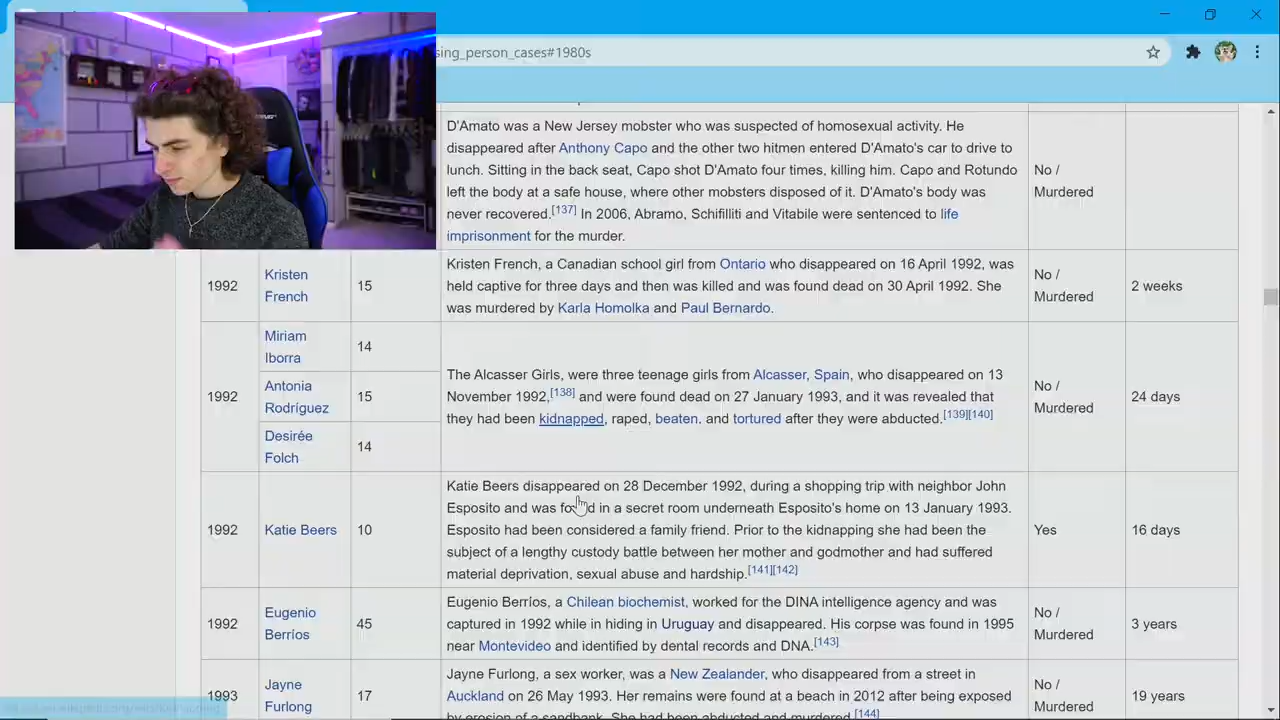 sing_person_cases#1980s
D'Amato was a New Jersey mobster who was suspected of homosexual activity. He
disappeared after Anthony Capo and the other two hitmen entered D'Amato's car to drive to
lunch. Sitting in the back seat, Capo shot D'Amato four times, killing him. Capo and Rotundo
left the body at a safe house, where other mobsters disposed of it. D'Amato's body was
never recovered.[137] In 2006, Abramo, Schifilliti and Vitabile were sentenced to life
imprisonment for the murder.
No /
Murdered
1992
Kristen
French
15
Kristen French, a Canadian school girl from Ontario who disappeared on 16 April 1992, was
held captive for three days and then was killed and was found dead on 30 April 1992. She
was murdered by Karla Homolka and Paul Bernardo.
No /
Murdered
2 weeks
1992
Miriam
Iborra
14
Antonia
Rodríguez
15
Desirée
Folch
14
The Alcasser Girls, were three teenage girls from Alcasser, Spain, who disappeared on 13
November 1992,[138] and were found dead on 27 January 1993, and it was revealed that
they had been kidnapped, raped, beaten. and tortured after they were abducted.[139][140]
No /
Murdered
24 days
1992
Katie Beers
10
Katie Beers disappeared on 28 December 1992, during a shopping trip with neighbor John
Esposito and was found in a secret room underneath Esposito's home on 13 January 1993.
Esposito had been considered a family friend. Prior to the kidnapping she had been the
subject of a lengthy custody battle between her mother and godmother and had suffered
material deprivation, sexual abuse and hardship.[141][142]
Yes
16 days
1992
Eugenio
Berríos
45
Eugenio Berríos, a Chilean biochemist, worked for the DINA intelligence agency and was
captured in 1992 while in hiding in Uruguay and disappeared. His corpse was found in 1995
near Montevideo and identified by dental records and DNA.[143]
No /
Murdered
3 years
1993
Jayne
Furlong
17
Jayne Furlong, a sex worker, was a New Zealander, who disappeared from a street in
Auckland on 26 May 1993. Her remains were found at a beach in 2012 after being exposed
by erosion of a sandbank. She had been abducted and murdered.[144]
No /
Murdered
19 years